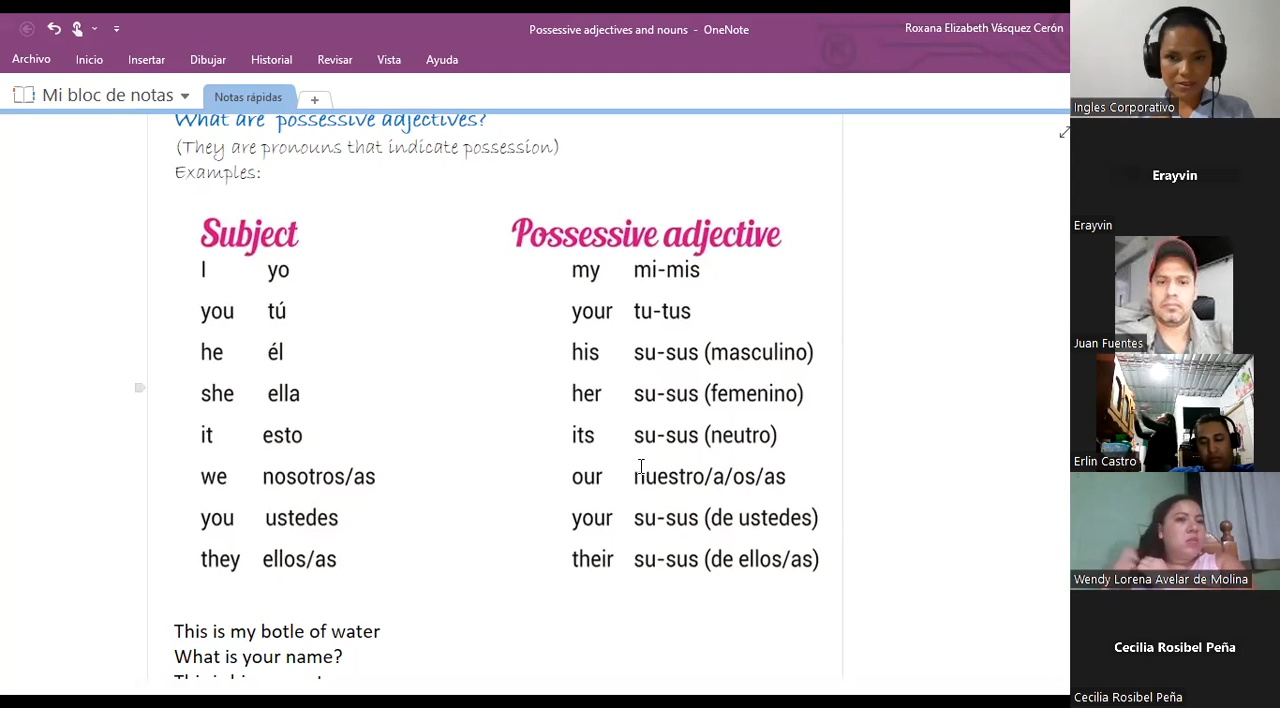 Possessive adjectives and nouns - OneNote
Roxana Elizabeth Vásquez Cerón
Archivo Inicio Insertar Dibujar Historial Revisar Vista Ayuda
Mi bloc de notas Notas rápidas
What are possessive adjectives?
(They are pronouns that indicate possession)
Examples:
Subject Possessive adjective
I yo my mi-mis
you tú your tu-tus
he él his su-sus (masculino)
she ella her su-sus (femenino)
it esto its su-sus (neutro)
we nosotros/as our nuestro/a/os/as
you ustedes your su-sus (de ustedes)
they ellos/as their su-sus (de ellos/as)
This is my botle of water
What is your name?
Ingles Corporativo
Erayvin
Erayvin
Juan Fuentes
Erlin Castro
Wendy Lorena Avelar de Molina
Cecilia Rosibel Peña
Cecilia Rosibel Peña